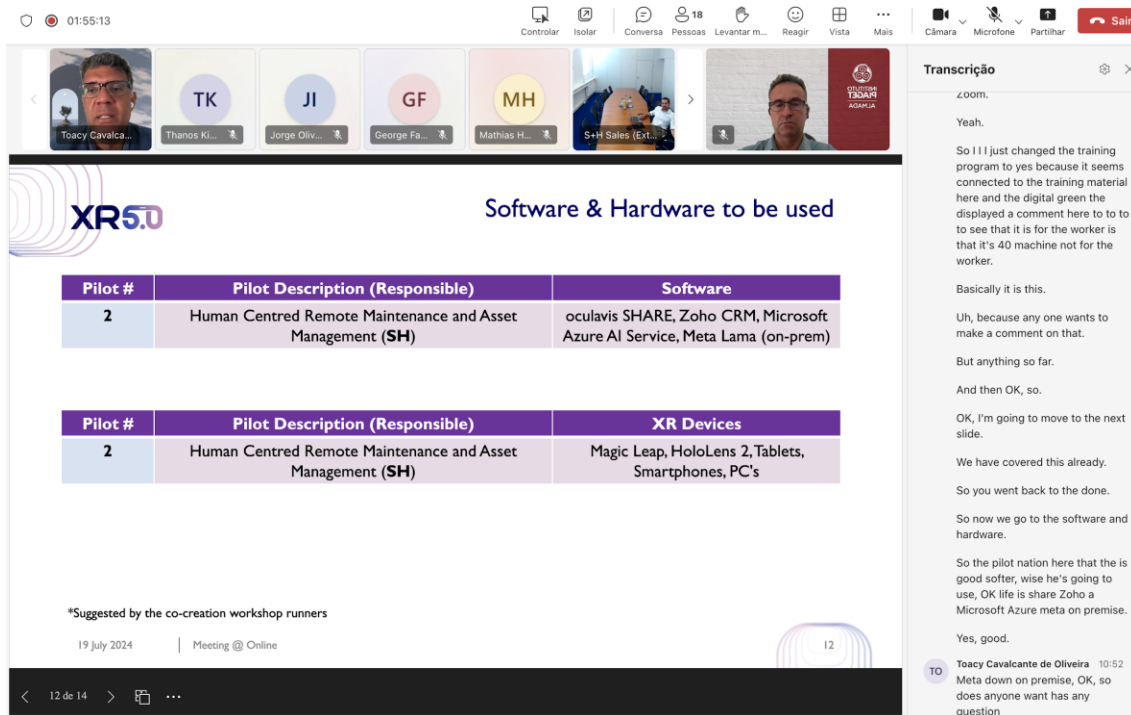 01:55:13
Controlar
Isolar
Conversa
Pessoas
18
Levantar m...
Reagir
Vista
Mais
Câmara
Microfone
Partilhar
Sair
Toacy Cavalca...
TK
Thanos Ki...
JI
Jorge Oliv...
GF
George Fa...
MH
Mathias H...
S+H Sales (Ext...
INSTITUTO
PIAGET
ALMADA
XR5.0
Software & Hardware to be used
Pilot #
Pilot Description (Responsible)
Software
2
Human Centred Remote Maintenance and Asset
Management (SH)
oculavis SHARE, Zoho CRM, Microsoft
Azure AI Service, Meta Lama (on-prem)
Pilot #
Pilot Description (Responsible)
XR Devices
2
Human Centred Remote Maintenance and Asset
Management (SH)
Magic Leap, HoloLens 2, Tablets,
Smartphones, PC's
*Suggested by the co-creation workshop runners
19 July 2024
Meeting @ Online
12
12 de 14
Transcrição
Zoom.
Yeah.
So I I I just changed the training
program to yes because it seems
connected to the training material
here and the digital green the
displayed a comment here to to to
to see that it is for the worker is
that it's 40 machine not for the
worker.
Basically it is this.
Uh, because any one wants to
make a comment on that.
But anything so far.
And then OK, so.
OK, I'm going to move to the next
slide.
We have covered this already.
So you went back to the done.
So now we go to the software and
hardware.
So the pilot nation here that the is
good softer, wise he's going to
use, OK life is share Zoho a
Microsoft Azure meta on premise.
Yes, good.
TO
Toacy Cavalcante de Oliveira 10:52
Meta down on premise, OK, so
does anyone want has any
question